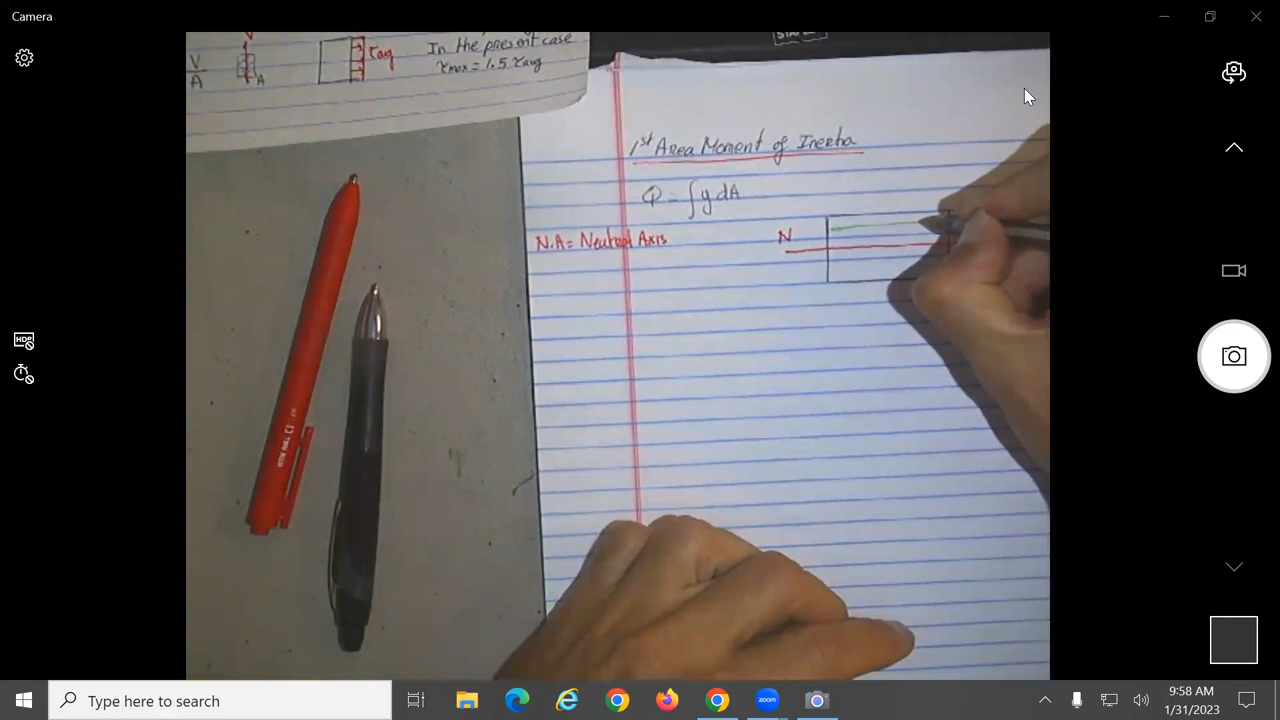 Camera
V
A
V
A
τavg
In the present case
τmax = 1.5 τavg
1st Area Moment of Inertia
Q = ∫ y dA
N.A = Neutral Axis
N
Type here to search
zoom
9:58 AM
1/31/2023